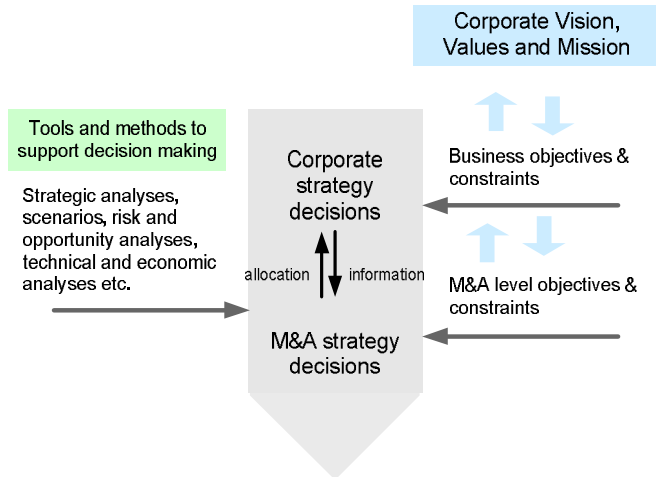 Corporate Vision,
Values and Mission
Tools and methods to
support decision making
Strategic analyses,
scenarios, risk and
opportunity analyses,
technical and economic
analyses etc.
Corporate
strategy
decisions
allocation
information
M&A strategy
decisions
Business objectives &
constraints
M&A level objectives &
constraints